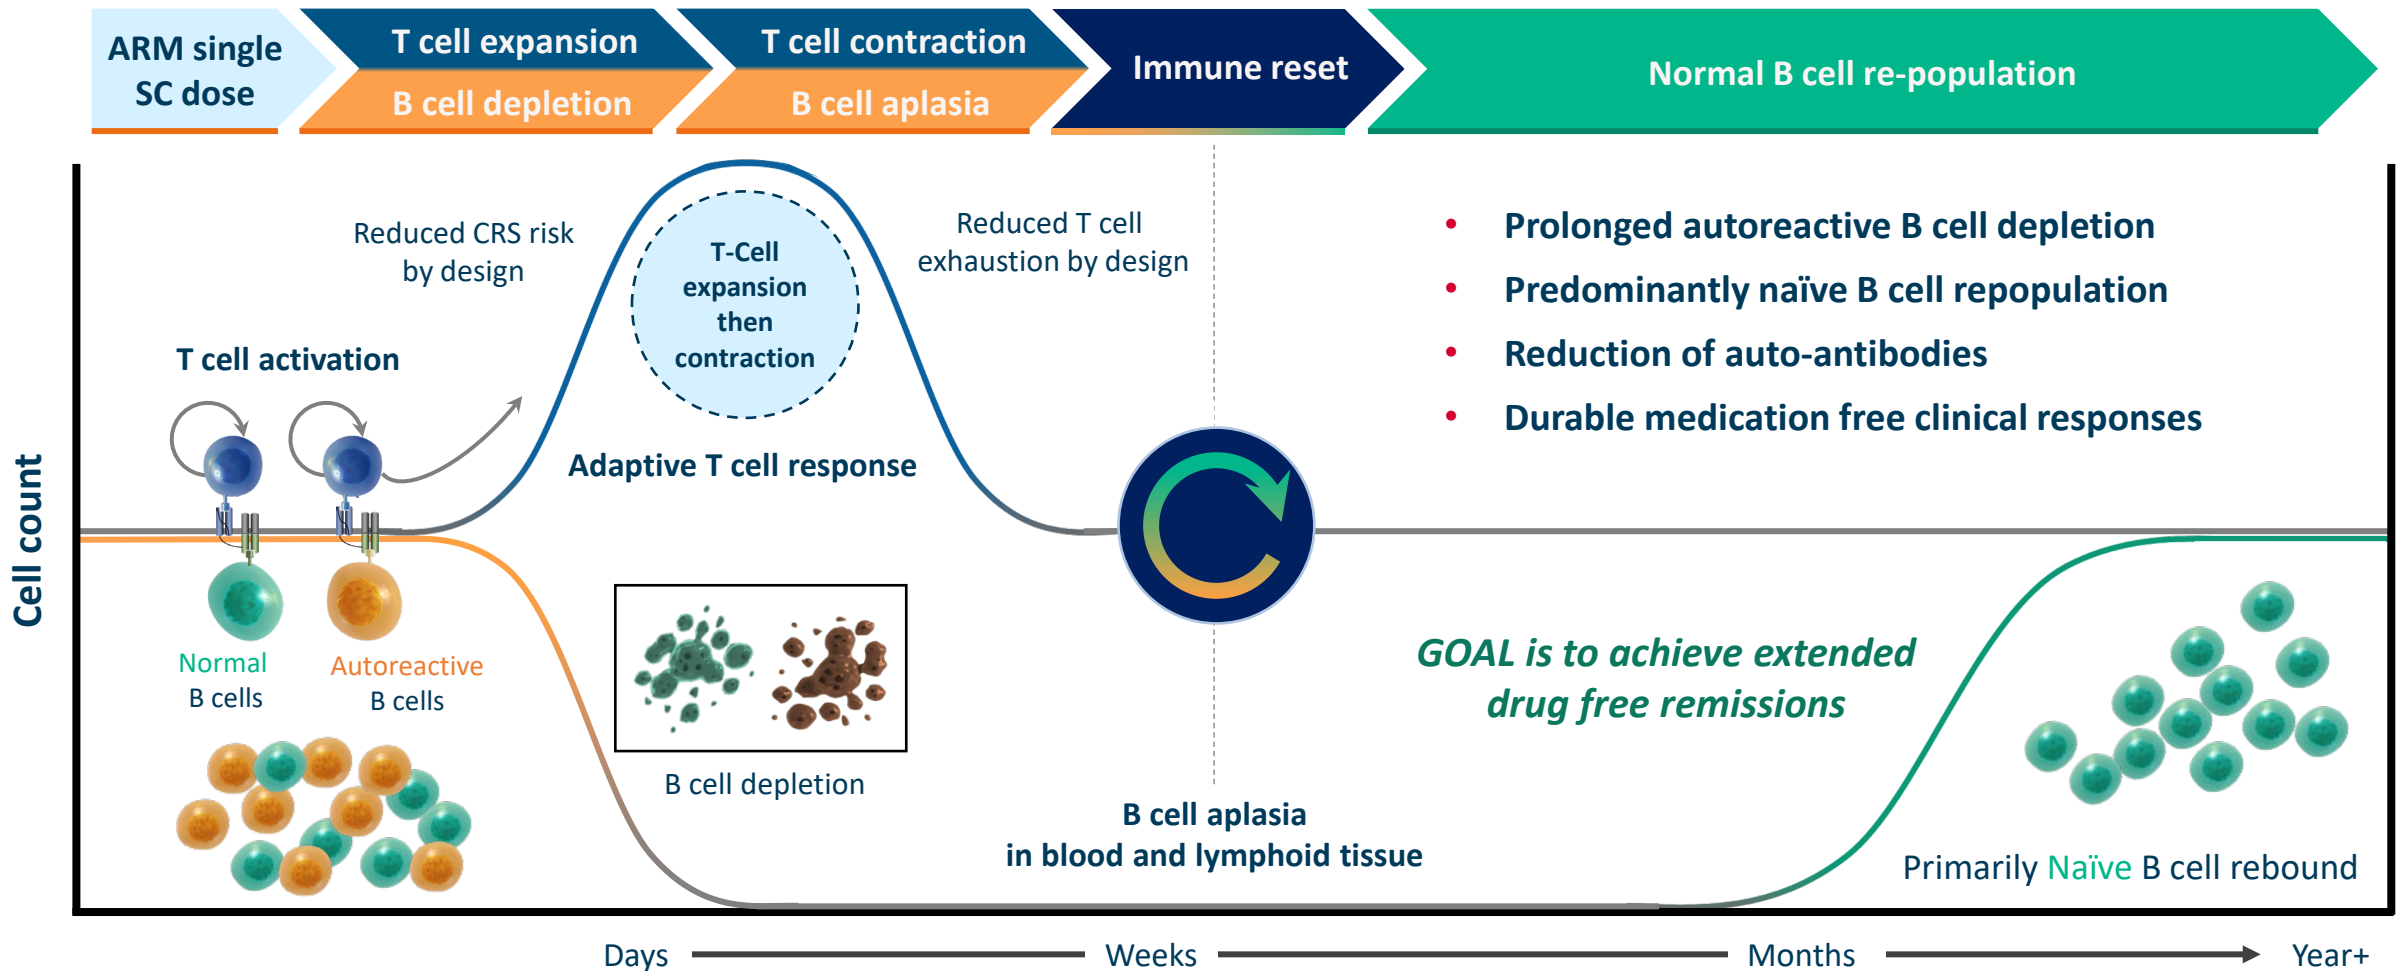 ARM single
SC dose
T cell expansion
B cell depletion
T cell contraction
B cell aplasia
Immune reset
Normal B cell re-population
Reduced CRS risk
by design
T-Cell
expansion
then
contraction
Reduced T cell
exhaustion by design
• Prolonged autoreactive B cell depletion
• Predominantly naïve B cell repopulation
• Reduction of auto-antibodies
• Durable medication free clinical responses
T cell activation
Adaptive T cell response
Cell count
Normal
B cells
Autoreactive
B cells
B cell depletion
GOAL is to achieve extended
drug free remissions
B cell aplasia
in blood and lymphoid tissue
Primarily Naïve B cell rebound
Days
Weeks
Months
Year+